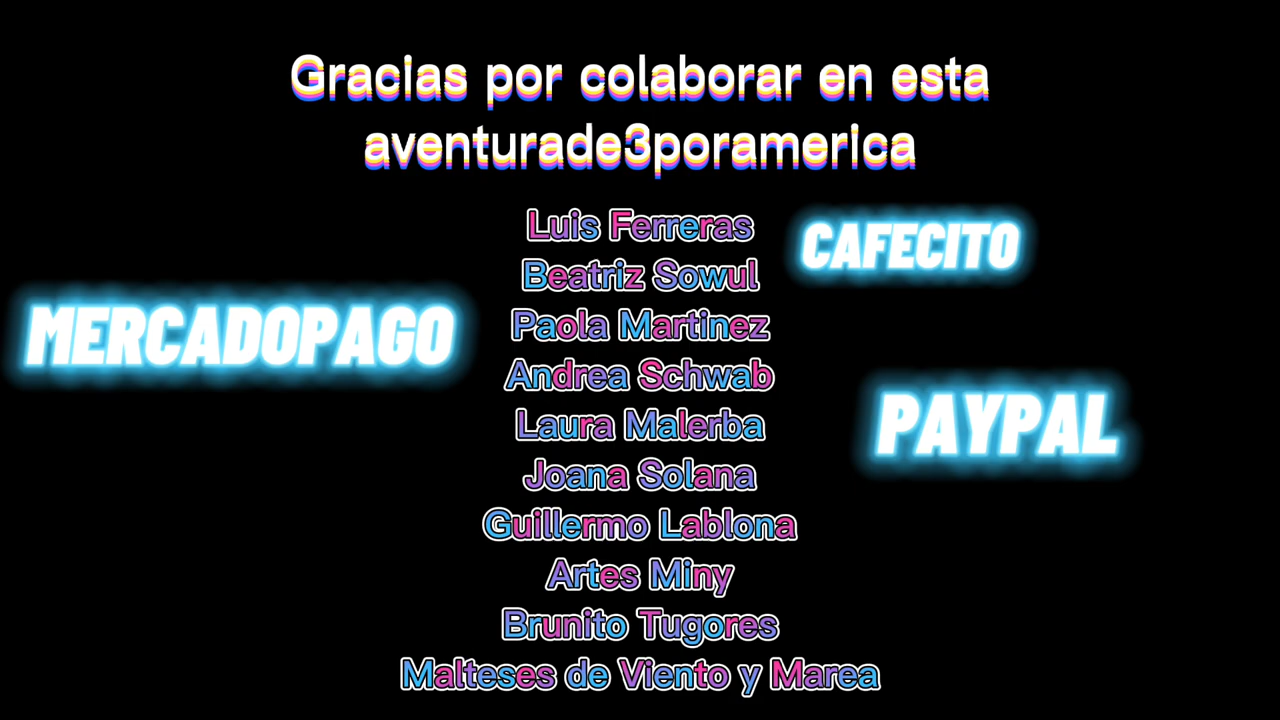 Gracias por colaborar en esta
aventurade3poramerica
Luis Ferreras
CAFECITO
Beatriz Sowul
MERCADOPAGO
Paola Martinez
Andrea Schwab
Laura Malerba
PAYPAL
Joana Solana
Guillermo Lablona
Artes Miny
Brunito Tugores
Malteses de Viento y Marea